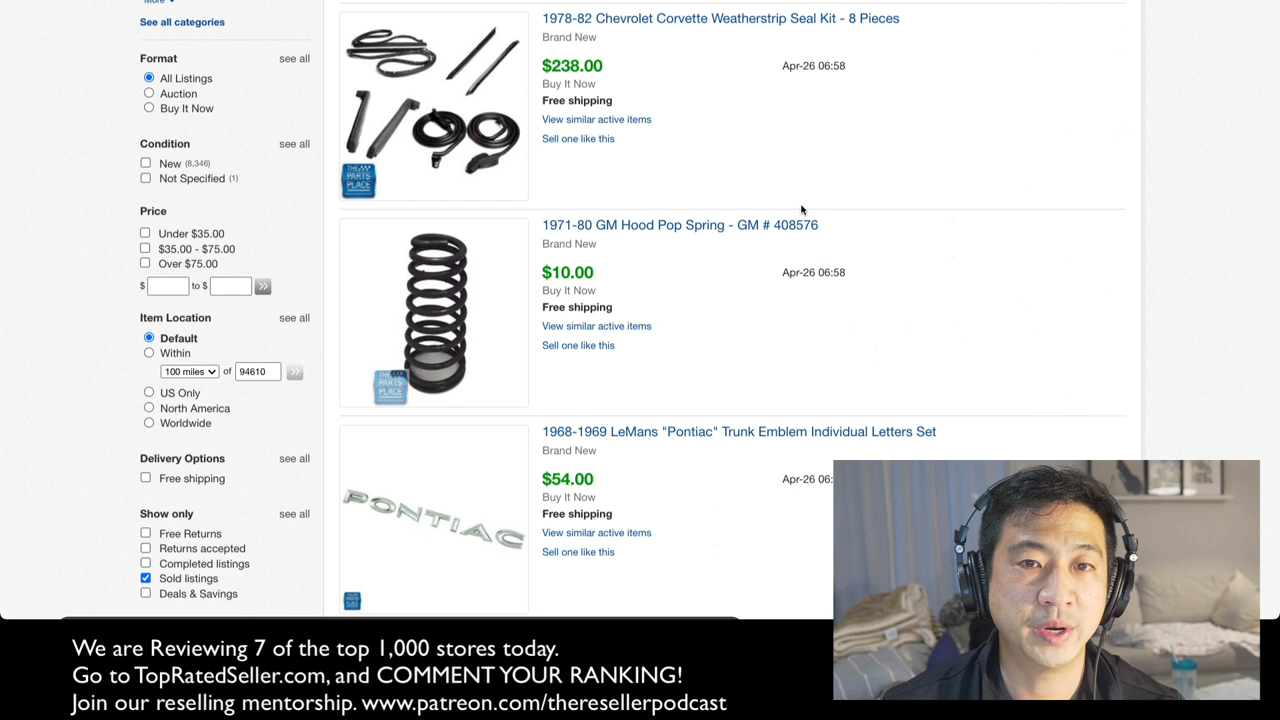 More
See all categories
Format see all
All Listings
Auction
Buy It Now
Condition see all
New (8,346)
Not Specified (1)
Price
Under $35.00
$35.00 - $75.00
Over $75.00
$ to $
Item Location see all
Default
Within
100 miles of 94610
US Only
North America
Worldwide
Delivery Options see all
Free shipping
Show only see all
Free Returns
Returns accepted
Completed listings
Sold listings
Deals & Savings
THE
PARTS
PLACE
1978-82 Chevrolet Corvette Weatherstrip Seal Kit - 8 Pieces
Brand New
$238.00 Apr-26 06:58
Buy It Now
Free shipping
View similar active items
Sell one like this
THE
PARTS
PLACE
1971-80 GM Hood Pop Spring - GM # 408576
Brand New
$10.00 Apr-26 06:58
Buy It Now
Free shipping
View similar active items
Sell one like this
PONTIAC
1968-1969 LeMans "Pontiac" Trunk Emblem Individual Letters Set
Brand New
$54.00 Apr-26 06:
Buy It Now
Free shipping
View similar active items
Sell one like this
We are Reviewing 7 of the top 1,000 stores today.
Go to TopRatedSeller.com, and COMMENT YOUR RANKING!
Join our reselling mentorship. www.patreon.com/theresellerpodcast